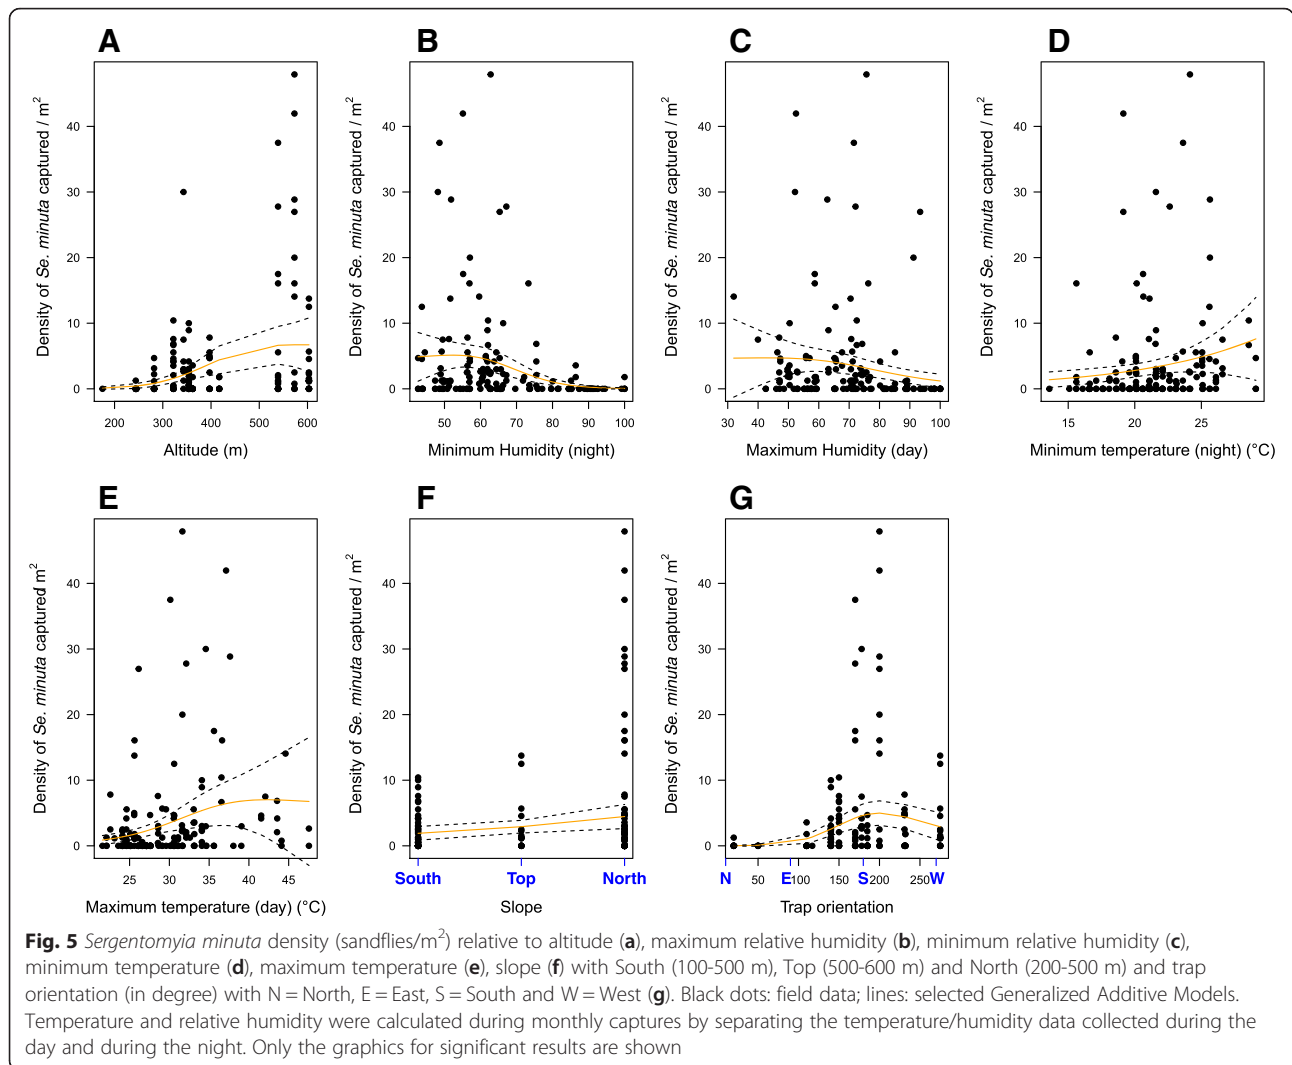 A
B
C
D
Density of Se. minuta captured / m2
0
10
20
30
40
200 300 400 500 600
Altitude (m)
Density of Se. minuta captured / m2
0
10
20
30
40
50 60 70 80 90 100
Minimum Humidity (night)
Density of Se. minuta captured / m2
0
10
20
30
40
30 40 50 60 70 80 90 100
Maximum Humidity (day)
Density of Se. minuta captured / m2
0
10
20
30
40
15 20 25
Minimum temperature (night) (°C)
E
F
G
Density of Se. minuta captured m2
0
10
20
30
40
25 30 35 40 45
Maximum temperature (day) (°C)
Density of Se. minuta captured / m2
0
10
20
30
40
South Top North
Slope
Density of Se. minuta captured / m2
0
10
20
30
40
N 50 E100 150 S200 250W
Trap orientation
Fig. 5 Sergentomyia minuta density (sandflies/m2) relative to altitude (a), maximum relative humidity (b), minimum relative humidity (c),
minimum temperature (d), maximum temperature (e), slope (f) with South (100-500 m), Top (500-600 m) and North (200-500 m) and trap
orientation (in degree) with N = North, E = East, S = South and W = West (g). Black dots: field data; lines: selected Generalized Additive Models.
Temperature and relative humidity were calculated during monthly captures by separating the temperature/humidity data collected during the
day and during the night. Only the graphics for significant results are shown